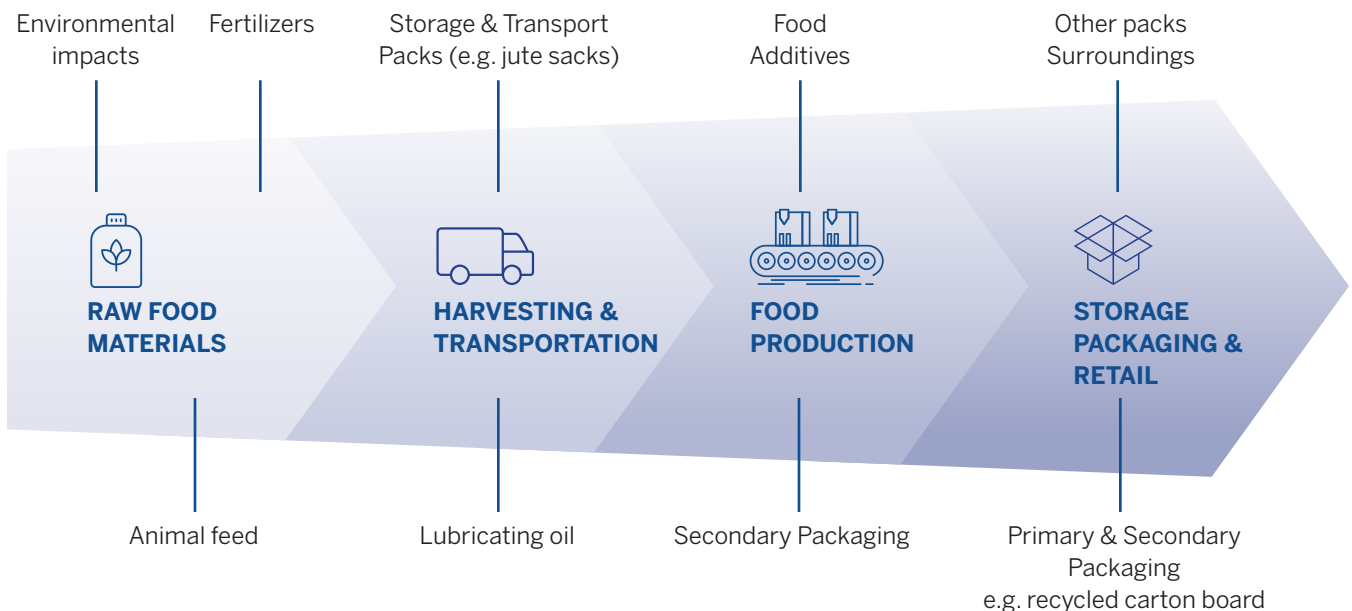 Environmental
impacts
Fertilizers
Storage & Transport
Packs (e.g. jute sacks)
Food
Additives
Other packs
Surroundings
RAW FOOD
MATERIALS
HARVESTING &
TRANSPORTATION
FOOD
PRODUCTION
STORAGE
PACKAGING &
RETAIL
Animal feed
Lubricating oil
Secondary Packaging
Primary & Secondary
Packaging
e.g. recycled carton board